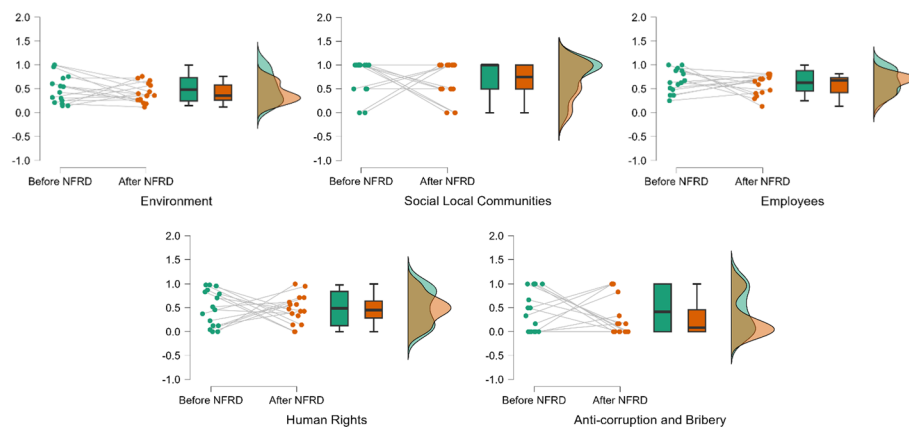 2.0 2.0 2.0
1.5 1.5 1.5
1.0 1.0 1.0
0.5 0.5 0.5
0.0 0.0 0.0
-0.5 -0.5 -0.5
-1.0 -1.0 -1.0
Before NFRD After NFRD Before NFRD After NFRD Before NFRD After NFRD
Environment Social Local Communities Employees
2.0 2.0
1.5 1.5
1.0 1.0
0.5 0.5
0.0 0.0
-0.5 -0.5
-1.0 -1.0
Before NFRD After NFRD Before NFRD After NFRD
Human Rights Anti-corruption and Bribery